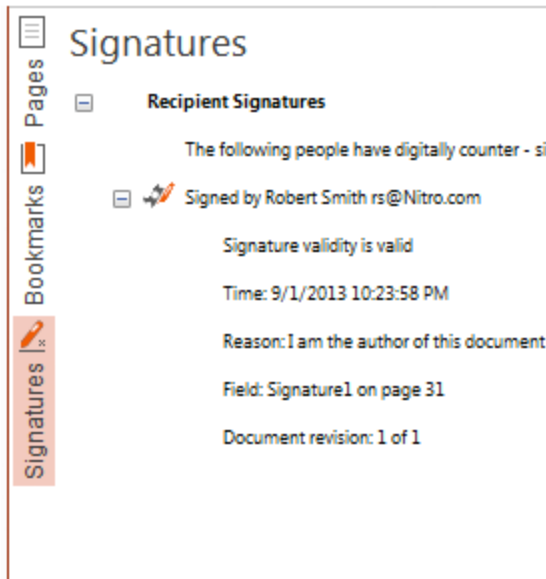 Signatures
Pages
Bookmarks
Signatures
Recipient Signatures
The following people have digitally counter - si
Signed by Robert Smith rs@Nitro.com
Signature validity is valid
Time: 9/1/2013 10:23:58 PM
Reason: I am the author of this document
Field: Signature1 on page 31
Document revision: 1 of 1